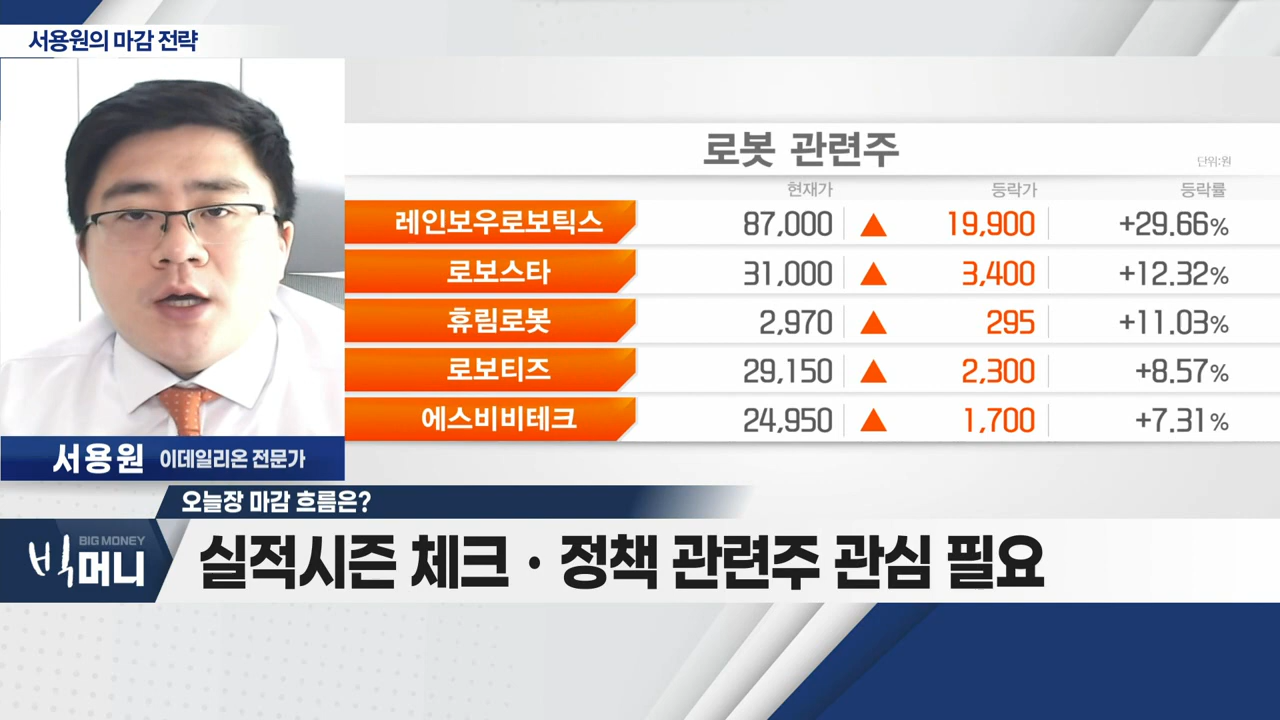 서용원의 마감 전략
로봇 관련주
단위:원
현재가 등락가 등락률
레인보우로보틱스 87,000 ▲ 19,900 +29.66%
로보스타 31,000 ▲ 3,400 +12.32%
휴림로봇 2,970 ▲ 295 +11.03%
로보티즈 29,150 ▲ 2,300 +8.57%
에스비비테크 24,950 ▲ 1,700 +7.31%
서용원 이데일리온 전문가
오늘장 마감 흐름은?
BIG MONEY
빅머니
실적시즌 체크 · 정책 관련주 관심 필요